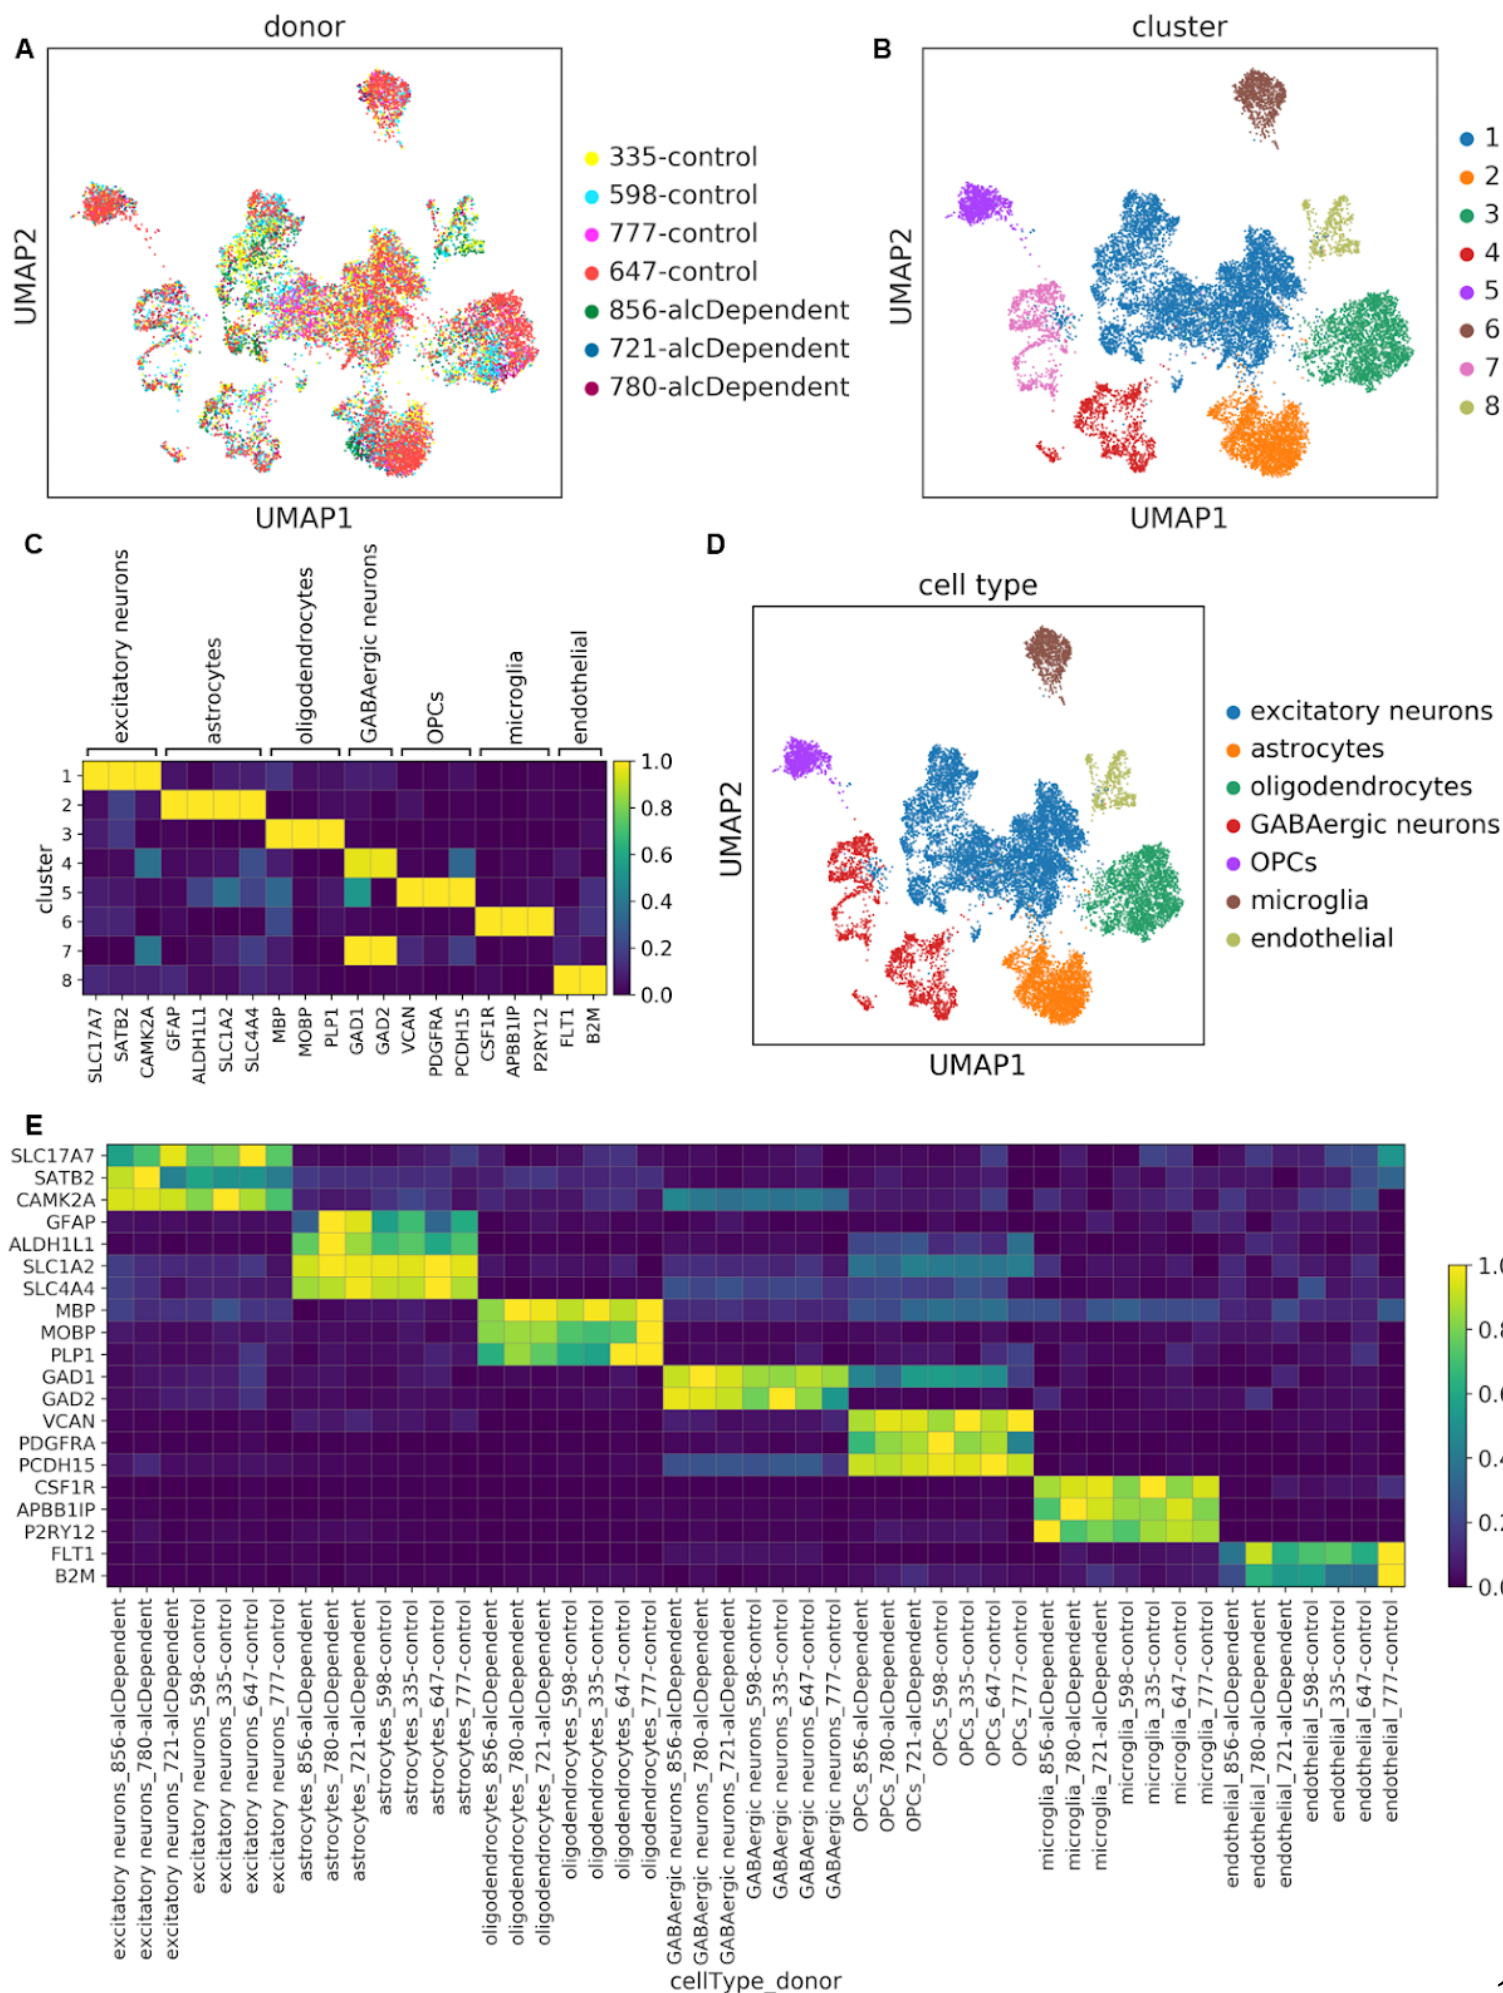 A
donor
UMAP2
UMAP1
335-control
598-control
777-control
647-control
856-alcDependent
721-alcDependent
780-alcDependent
B
cluster
UMAP2
UMAP1
1
2
3
4
5
6
7
8
C
excitatory neurons
astrocytes
oligodendrocytes
GABAergic neurons
OPCs
microglia
endothelial
cluster
1
2
3
4
5
6
7
8
1.0
0.8
0.6
0.4
0.2
0.0
SLC17A7
SATB2
CAMK2A
GFAP
ALDH1L1
SLC1A2
SLC4A4
MBP
MOBP
PLP1
GAD1
GAD2
VCAN
PDGFRA
PCDH15
CSF1R
APBB1IP
P2RY12
FLT1
B2M
D
cell type
UMAP2
UMAP1
excitatory neurons
astrocytes
oligodendrocytes
GABAergic neurons
OPCs
microglia
endothelial
E
SLC17A7
SATB2
CAMK2A
GFAP
ALDH1L1
SLC1A2
SLC4A4
MBP
MOBP
PLP1
GAD1
GAD2
VCAN
PDGFRA
PCDH15
CSF1R
APBB1IP
P2RY12
FLT1
B2M
excitatory neurons_856-alcDependent
excitatory neurons_780-alcDependent
excitatory neurons_721-alcDependent
excitatory neurons_598-control
excitatory neurons_335-control
excitatory neurons_647-control
excitatory neurons_777-control
astrocytes_856-alcDependent
astrocytes_780-alcDependent
astrocytes_721-alcDependent
astrocytes_598-control
astrocytes_335-control
astrocytes_647-control
astrocytes_777-control
oligodendrocytes_856-alcDependent
oligodendrocytes_780-alcDependent
oligodendrocytes_721-alcDependent
oligodendrocytes_598-control
oligodendrocytes_335-control
oligodendrocytes_647-control
oligodendrocytes_777-control
GABAergic neurons_856-alcDependent
GABAergic neurons_780-alcDependent
GABAergic neurons_721-alcDependent
GABAergic neurons_598-control
GABAergic neurons_335-control
GABAergic neurons_647-control
GABAergic neurons_777-control
OPCs_856-alcDependent
OPCs_780-alcDependent
OPCs_721-alcDependent
OPCs_598-control
OPCs_335-control
OPCs_647-control
OPCs_777-control
microglia_856-alcDependent
microglia_780-alcDependent
microglia_721-alcDependent
microglia_598-control
microglia_335-control
microglia_647-control
microglia_777-control
endothelial_856-alcDependent
endothelial_780-alcDependent
endothelial_721-alcDependent
endothelial_598-control
endothelial_335-control
endothelial_647-control
endothelial_777-control
cellType_donor